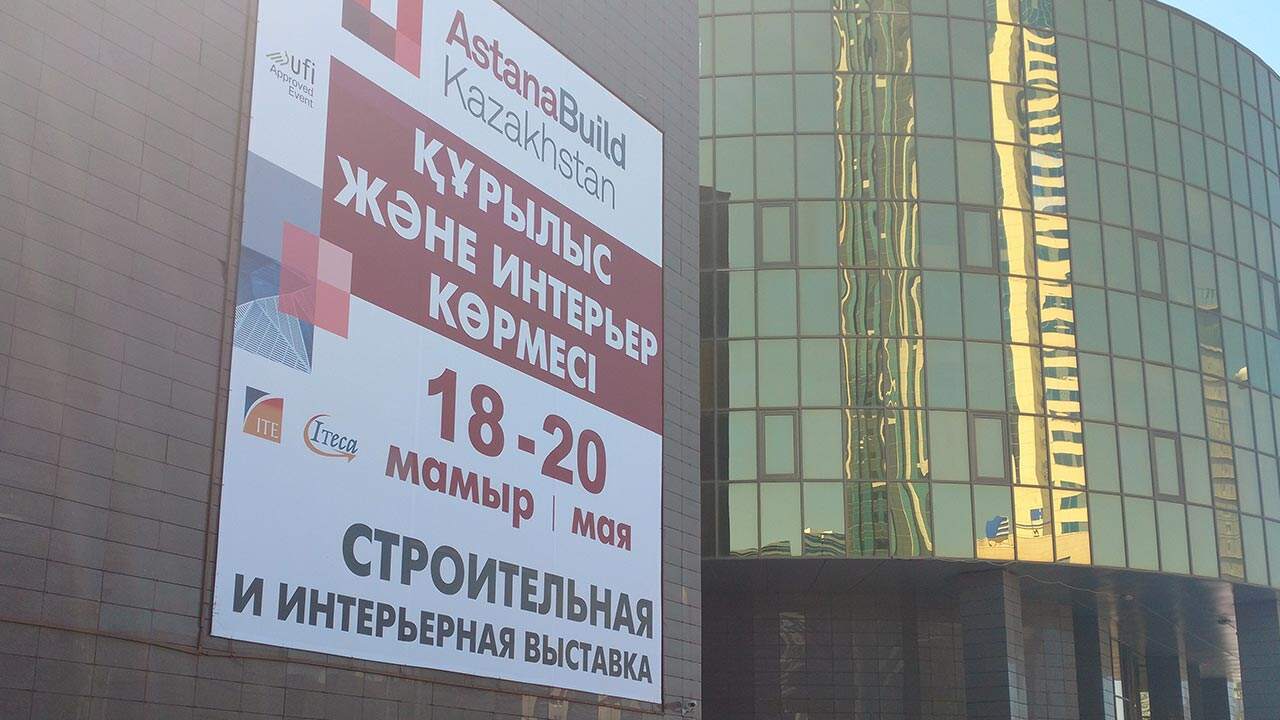 ufi
Approved
Event
AstanaBuild
Kazakhstan
ҚҰРЫЛЫС
ЖӘНЕ ИНТЕРЬЕР
КӨРМЕСІ
18-20
мамыр | мая
ITE
ITECA
СТРОИТЕЛЬНАЯ
И ИНТЕРЬЕРНАЯ ВЫСТАВКА